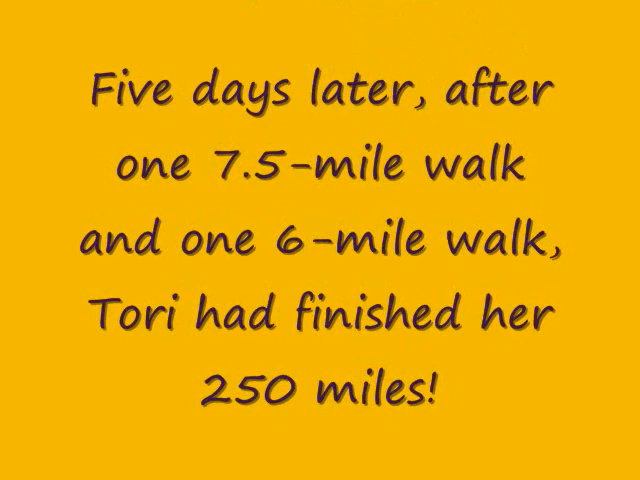 Five days later, after
one 7.5-mile walk
and one 6-mile walk,
Tori had finished her
250 miles!